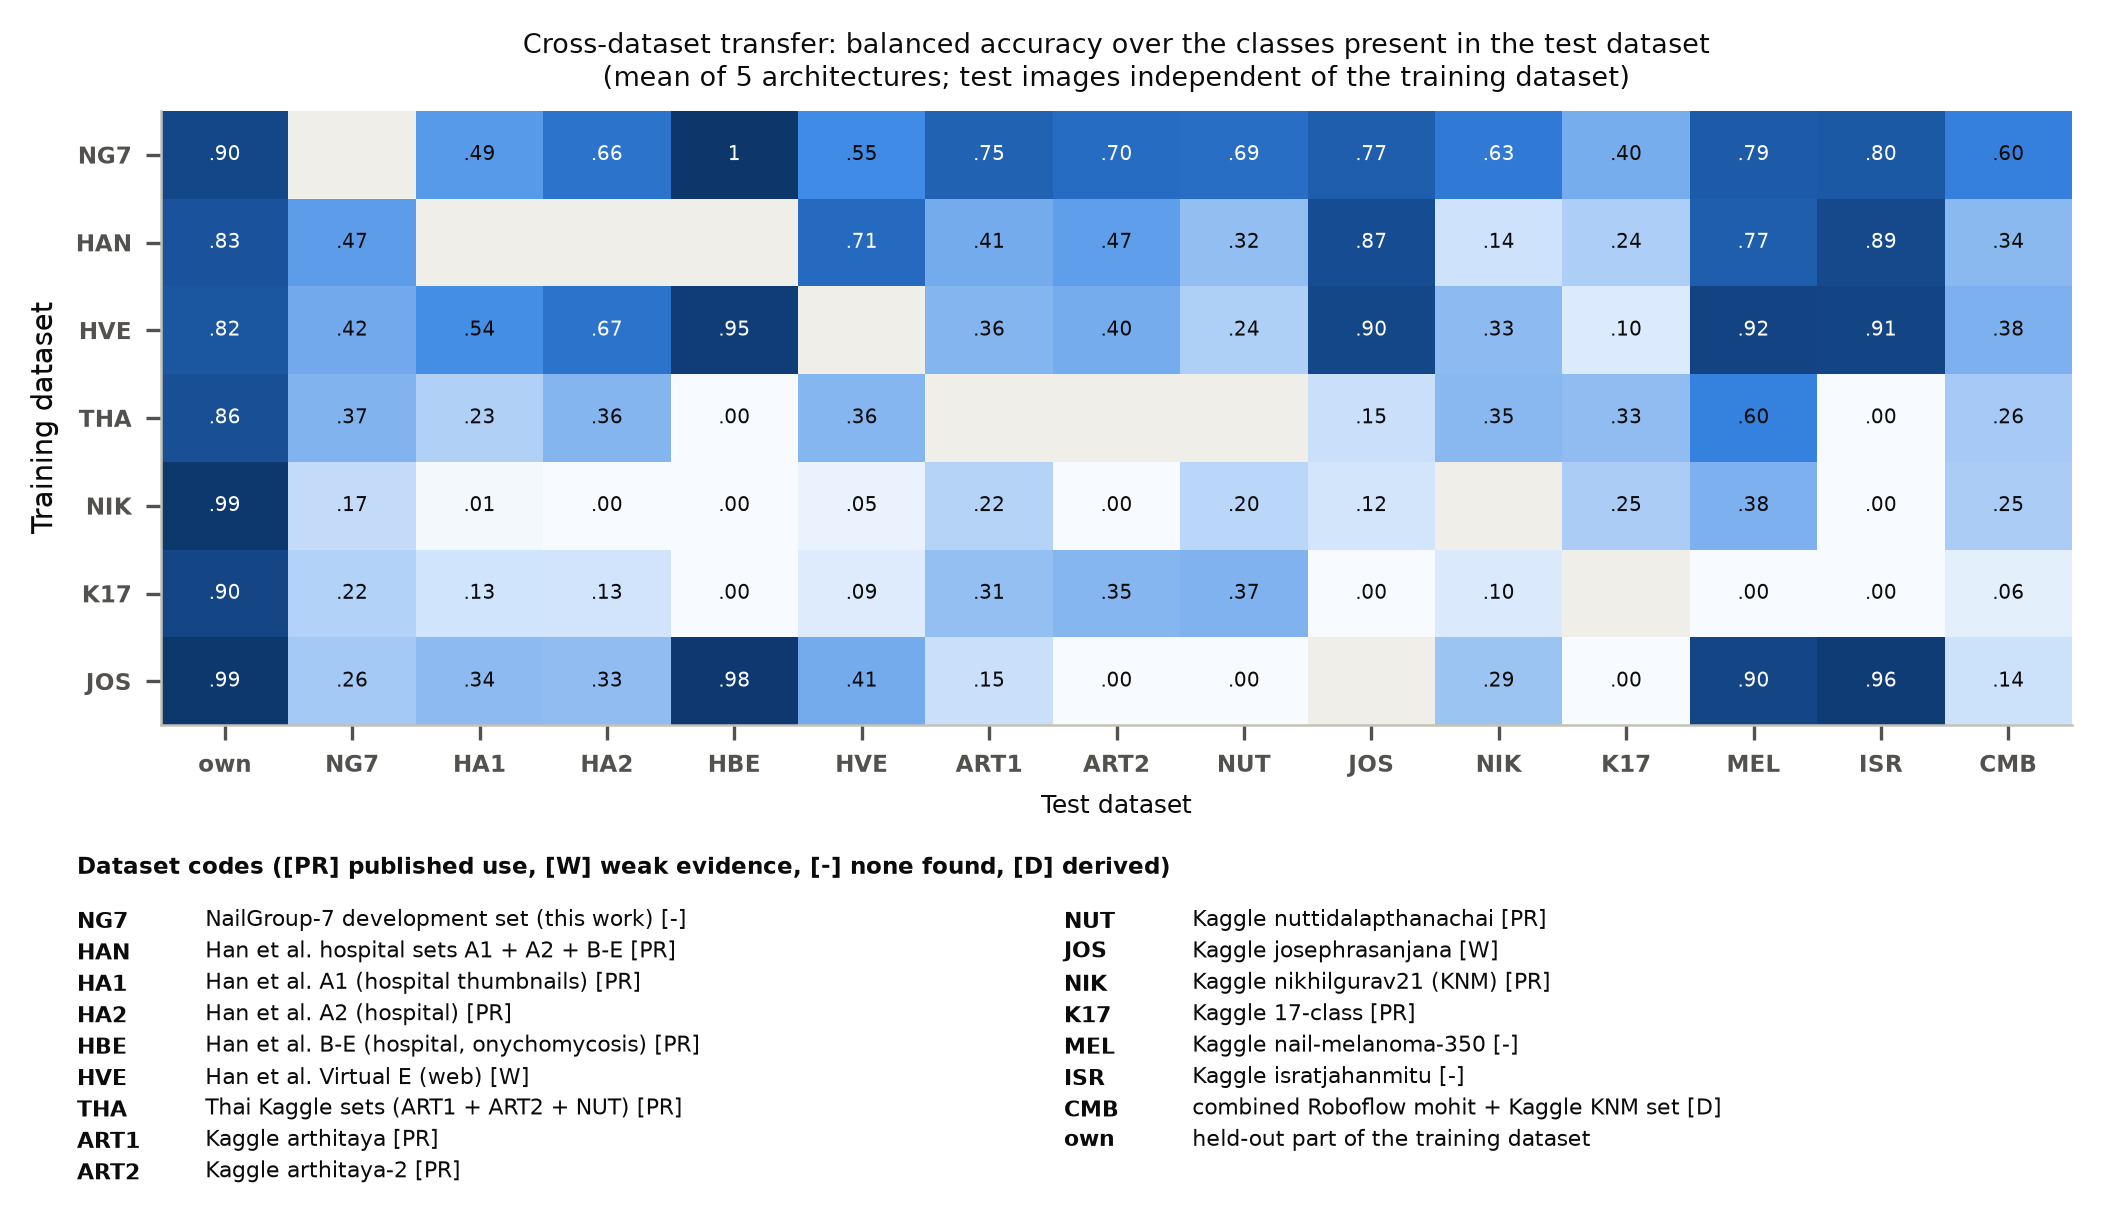 Cross-dataset transfer: balanced accuracy over the classes present in the test dataset
(mean of 5 architectures; test images independent of the training dataset)
Training dataset
NG7 .90 .49 .66 1 .55 .75 .70 .69 .77 .63 .40 .79 .80 .60
HAN .83 .47 .71 .41 .47 .32 .87 .14 .24 .77 .89 .34
HVE .82 .42 .54 .67 .95 .36 .40 .24 .90 .33 .10 .92 .91 .38
THA .86 .37 .23 .36 .00 .36 .15 .35 .33 .60 .00 .26
NIK .99 .17 .01 .00 .00 .05 .22 .00 .20 .12 .25 .38 .00 .25
K17 .90 .22 .13 .13 .00 .09 .31 .35 .37 .00 .10 .00 .00 .06
JOS .99 .26 .34 .33 .98 .41 .15 .00 .00 .29 .00 .90 .96 .14
own NG7 HA1 HA2 HBE HVE ART1 ART2 NUT JOS NIK K17 MEL ISR CMB
Test dataset
Dataset codes ([PR] published use, [W] weak evidence, [-] none found, [D] derived)
NG7 NailGroup-7 development set (this work) [-]
HAN Han et al. hospital sets A1 + A2 + B-E [PR]
HA1 Han et al. A1 (hospital thumbnails) [PR]
HA2 Han et al. A2 (hospital) [PR]
HBE Han et al. B-E (hospital, onychomycosis) [PR]
HVE Han et al. Virtual E (web) [W]
THA Thai Kaggle sets (ART1 + ART2 + NUT) [PR]
ART1 Kaggle arthitaya [PR]
ART2 Kaggle arthitaya-2 [PR]
NUT Kaggle nuttidalapthanachai [PR]
JOS Kaggle josephrasanjana [W]
NIK Kaggle nikhilgurav21 (KNM) [PR]
K17 Kaggle 17-class [PR]
MEL Kaggle nail-melanoma-350 [-]
ISR Kaggle isratjahanmitu [-]
CMB combined Roboflow mohit + Kaggle KNM set [D]
own held-out part of the training dataset